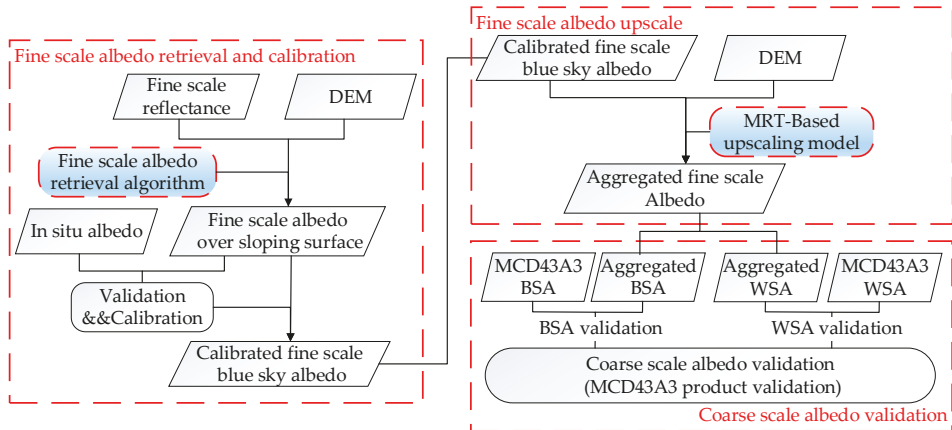 Fine scale albedo retrieval and calibration
Fine scale
reflectance
DEM
Fine scale albedo
retrieval algorithm
In situ albedo
Fine scale albedo
over sloping surface
Validation
&&Calibration
Calibrated fine scale
blue sky albedo
Fine scale albedo upscale
Calibrated fine scale
blue sky albedo
DEM
MRT-Based
upscaling model
Aggregated fine scale
Albedo
MCD43A3
BSA
Aggregated
BSA
Aggregated
WSA
MCD43A3
WSA
BSA validation
WSA validation
Coarse scale albedo validation
(MCD43A3 product validation)
Coarse scale albedo validation